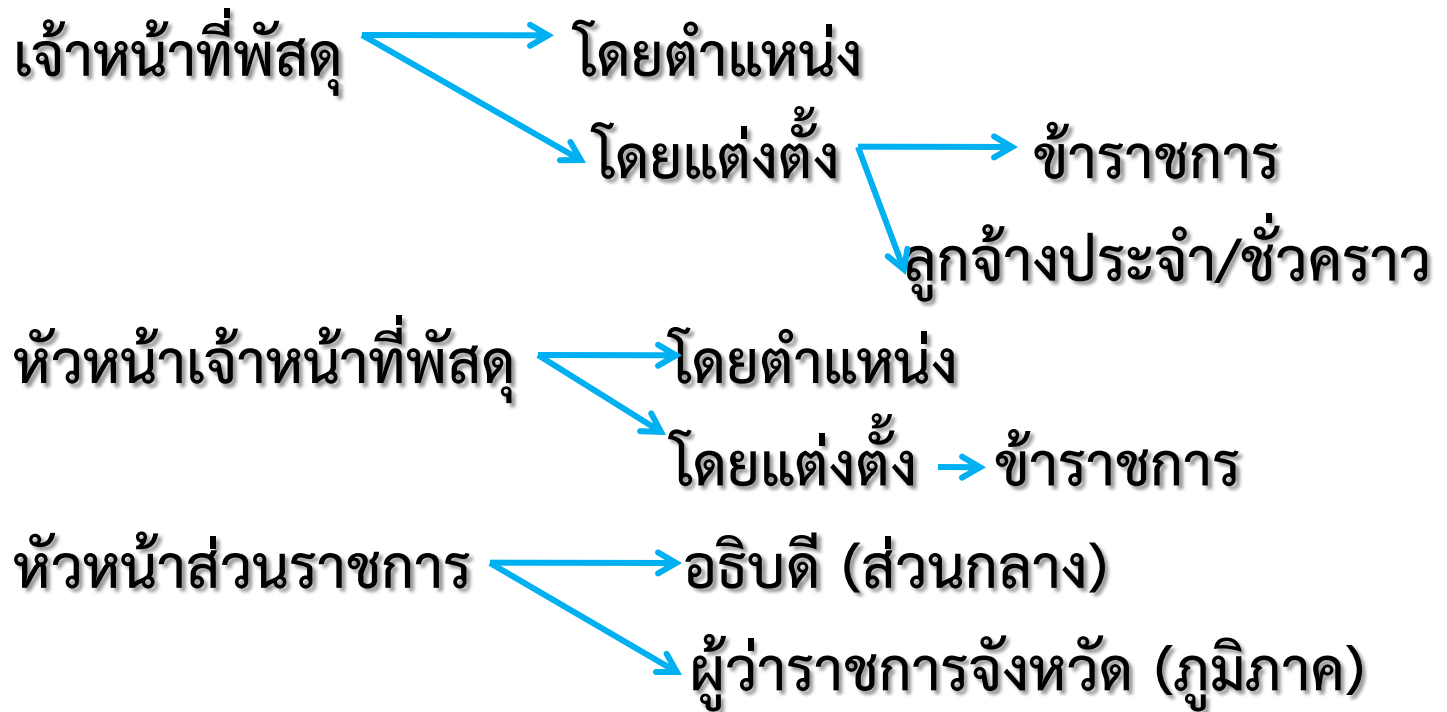 เจ้าหน้าที่พัสดุ โดยตำแหน่ง
โดยแต่งตั้ง ข้าราชการ
ลูกจ้างประจำ/ชั่วคราว
หัวหน้าเจ้าหน้าที่พัสดุ โดยตำแหน่ง
โดยแต่งตั้ง ข้าราชการ
หัวหน้าส่วนราชการ อธิบดี (ส่วนกลาง)
ผู้ว่าราชการจังหวัด (ภูมิภาค)